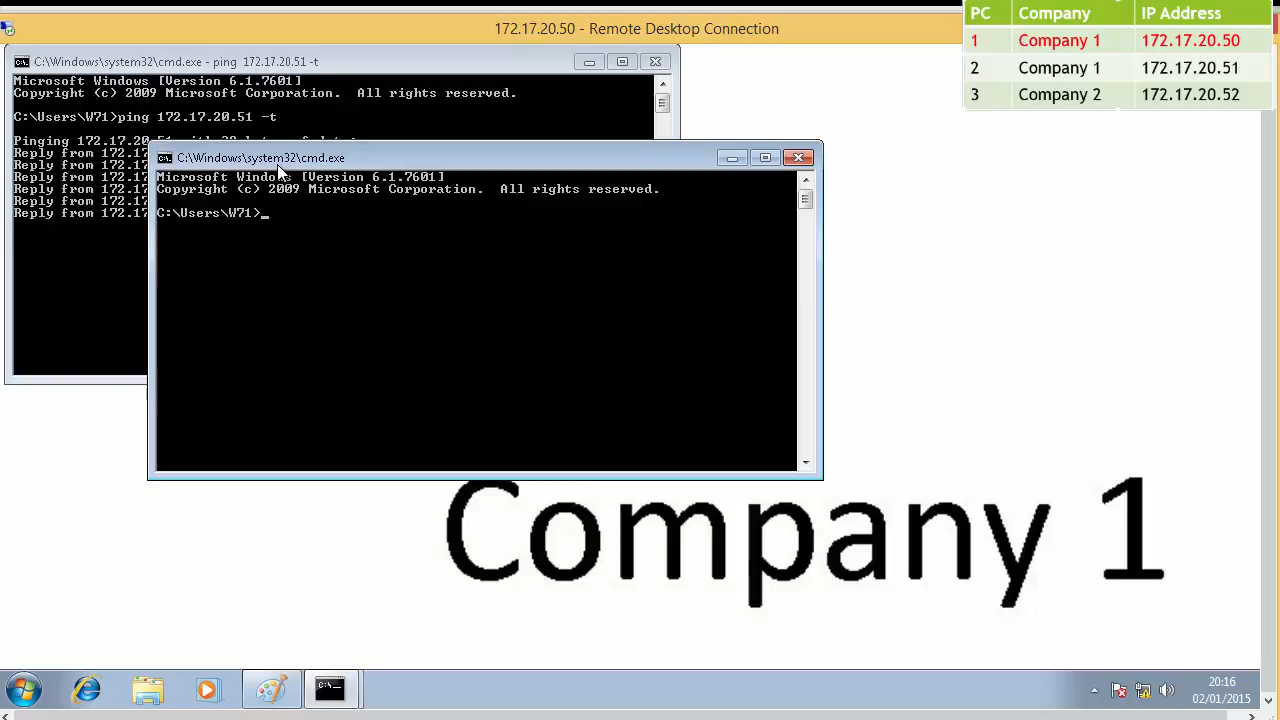 172.17.20.50 - Remote Desktop Connection
PC Company IP Address
1 Company 1 172.17.20.50
2 Company 1 172.17.20.51
3 Company 2 172.17.20.52
C:\Windows\system32\cmd.exe - ping 172.17.20.51 -t
Microsoft Windows [Version 6.1.7601]
Copyright (c) 2009 Microsoft Corporation. All rights reserved.
C:\Users\W71>ping 172.17.20.51 -t
Pinging 172.17.20
Reply from 172.17
Reply from 172.17
Reply from 172.17
Reply from 172.17
Reply from 172.17
Reply from 172.17
C:\Windows\system32\cmd.exe
Microsoft Windows [Version 6.1.7601]
Copyright (c) 2009 Microsoft Corporation. All rights reserved.
C:\Users\W71>_
Company 1
20:16
02/01/2015